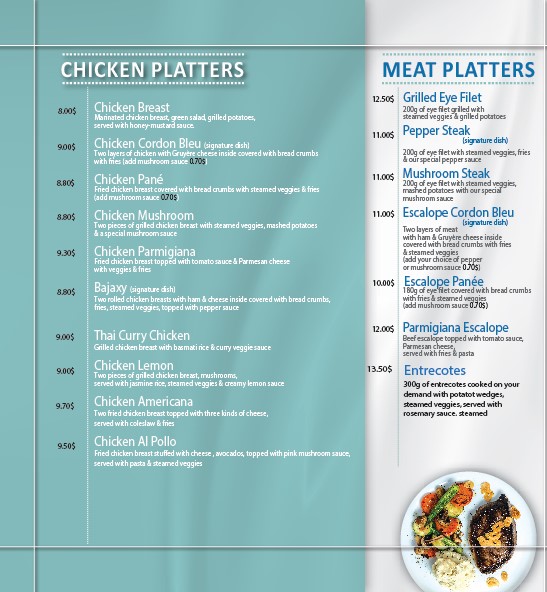 CHICKEN PLATTERS
8.00$ Chicken Breast
Marinated chicken breast, green salad, grilled potatoes,
served with honey-mustard sauce.
9.00$ Chicken Cordon Bleu (signature dish)
Two layers of chicken with Gruyère cheese inside covered with bread crumbs
with fries (add mushroom sauce 0.70$)
8.80$ Chicken Pané
Fried chicken breast covered with bread crumbs with steamed veggies & fries
(add mushroom sauce 0.70$)
8.80$ Chicken Mushroom
Two pieces of grilled chicken breast with steamed veggies, mashed potatoes
& a special mushroom sauce
9.30$ Chicken Parmigiana
Fried chicken breast topped with tomato sauce & Parmesan cheese
with veggies & fries
8.80$ Bajaxy (signature dish)
Two rolled chicken breasts with ham & cheese inside covered with bread crumbs,
fries, steamed veggies, topped with pepper sauce
9.00$ Thai Curry Chicken
Grilled chicken breast with basmati rice & curry veggie sauce
9.00$ Chicken Lemon
Two pieces of grilled chicken breast, mushrooms,
served with jasmine rice, steamed veggies & creamy lemon sauce
9.70$ Chicken Americana
Two fried chicken breast topped with three kinds of cheese,
served with coleslaw & fries
9.50$ Chicken Al Pollo
Fried chicken breast stuffed with cheese, avocados, topped with pink mushroom sauce,
served with pasta & steamed veggies
MEAT PLATTERS
12.50$ Grilled Eye Filet
200g of eye filet grilled with
steamed veggies & grilled potatoes
11.00$ Pepper Steak
(signature dish)
200g of eye filet with steamed veggies, fries
& our special pepper sauce
11.00$ Mushroom Steak
200g of eye filet with steamed veggies,
mashed potatoes with our special
mushroom sauce
11.00$ Escalope Cordon Bleu
(signature dish)
Two layers of meat
with ham & Gruyère cheese inside
covered with bread crumbs with fries
& steamed veggies
(add your choice of pepper
or mushroom sauce 0.70$)
10.00$ Escalope Panée
180g of eye filet covered with bread crumbs
with fries & steamed veggies
(add mushroom sauce 0.70$)
12.00$ Parmigiana Escalope
Beef escalope topped with tomato sauce,
Parmesan cheese,
served with fries & pasta
13.50$ Entrecotes
300g of entrecotes cooked on your
demand with potatot wedges,
steamed veggies, served with
rosemary sauce. steamed